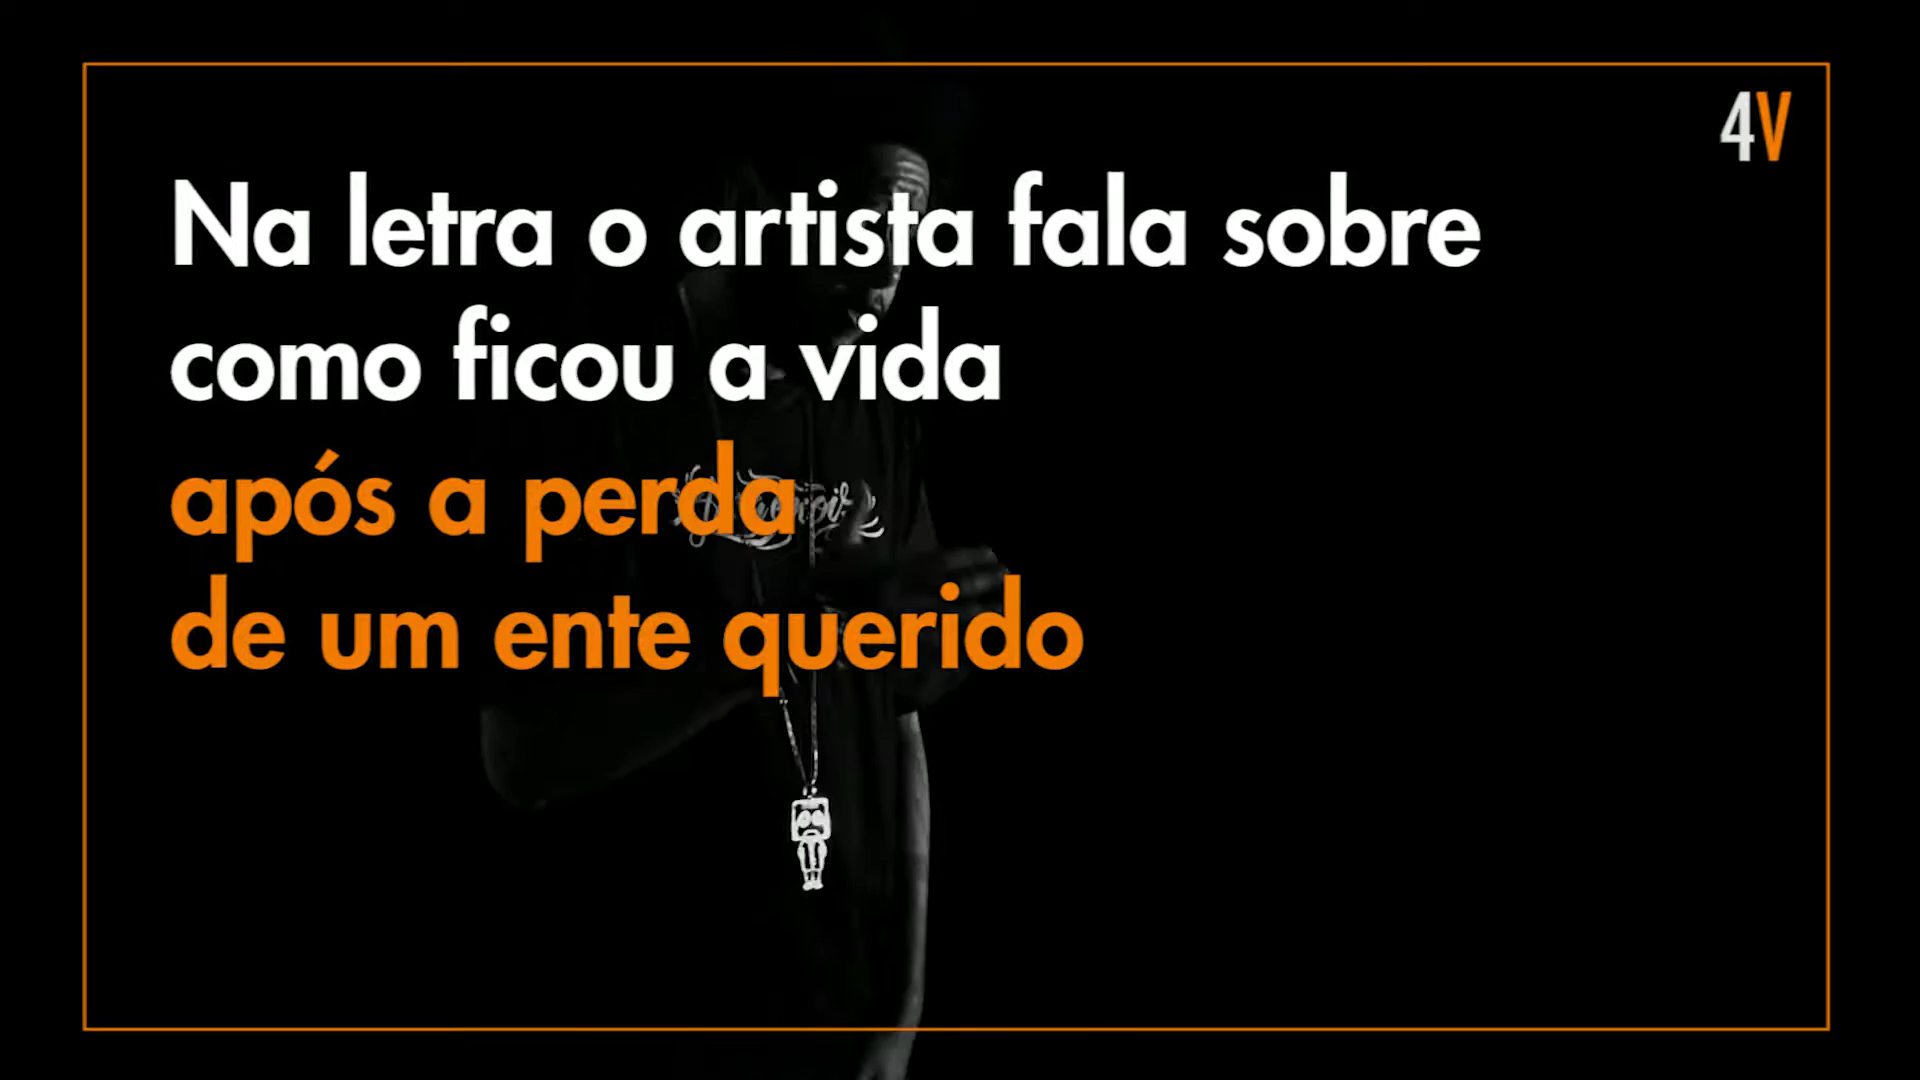 4V
Na letra o artista fala sobre
como ficou a vida
após a perda
de um ente querido